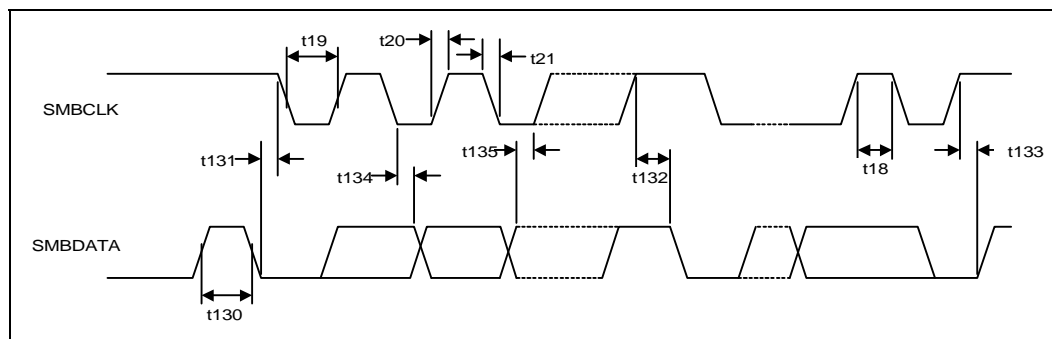 t19
t20
t21
SMBCLK
t131
t134
t135
t132
t18
t133
SMBDATA
t130